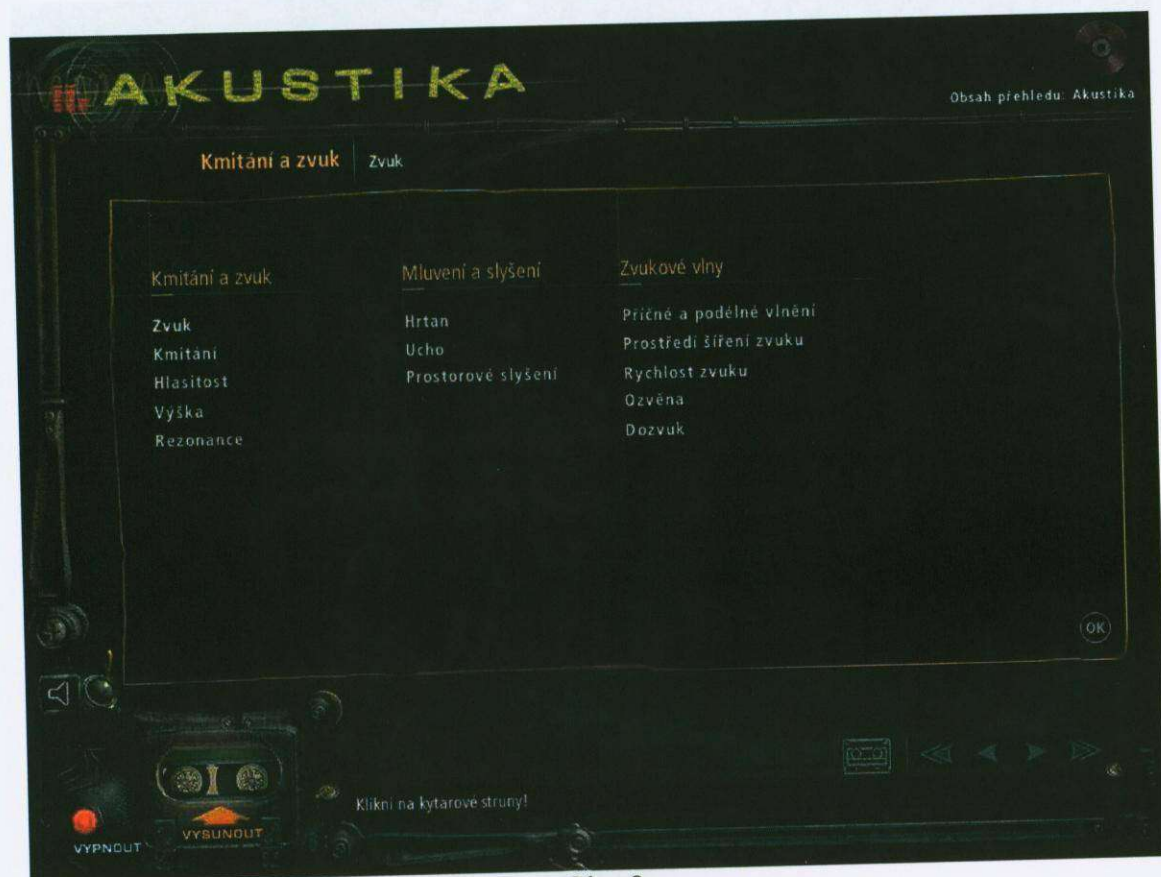 AKUSTIKA
Obsah přehledu: Akustika
Kmitání a zvuk
Zvuk
Kmitání a zvuk
Zvuk
Kmitání
Hlasitost
Výška
Rezonance
Mluvení a slyšení
Hrtan
Ucho
Prostorové slyšení
Zvukové vlny
Příčné a podélné vlnění
Prostředí šíření zvuku
Rychlost zvuku
Ozvěna
Dozvuk
OK
Klikni na kytarové struny!
VYSUNOUT
VYPNOUT